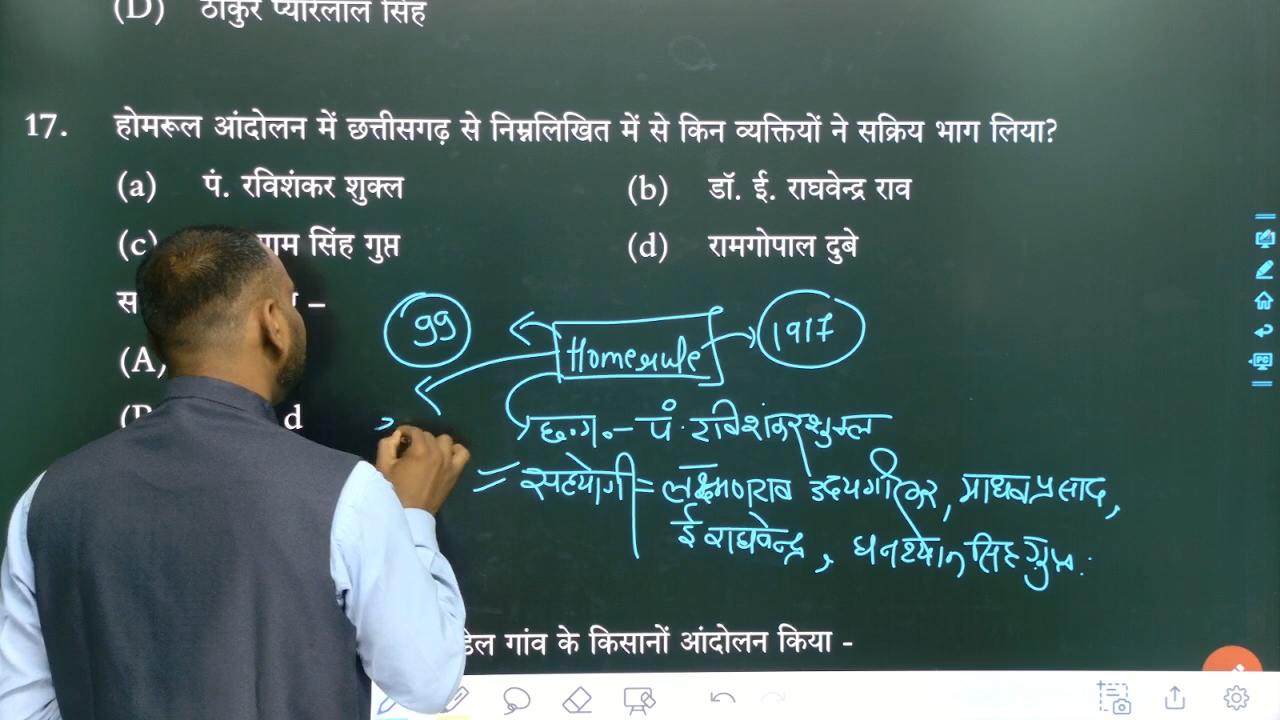 (D) ठाकुर प्यारेलाल सिंह
17. होमरूल आंदोलन में छत्तीसगढ़ से निम्नलिखित में से किन व्यक्तियों ने सक्रिय भाग लिया?
(a) पं. रविशंकर शुक्ल (b) डॉ. ई. राघवेन्द्र राव
(c) सिंह गुप्त (d) रामगोपाल दुबे
99 Homerule 1917
(A)
d
छ.ग.- पं. रविशंकर शुक्ल
सहयोगी = लक्ष्मणराव उदयगीरकर, माधवप्रसाद,
ई राघवेन्द्र, घनश्याम सिंह गुप्त.
गांव के किसानों आंदोलन किया -